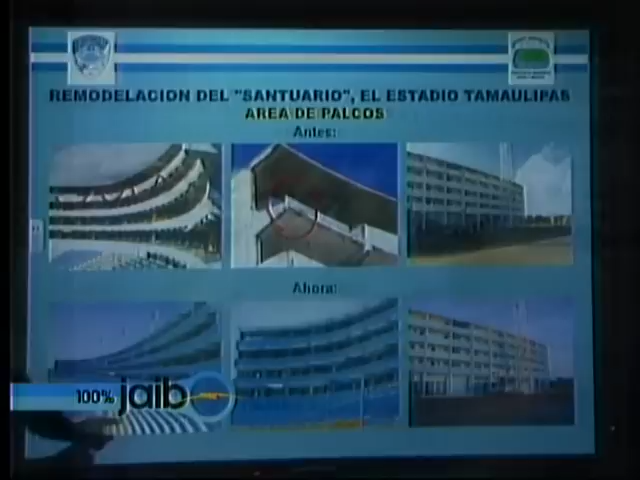 REMODELACION DEL "SANTUARIO", EL ESTADIO TAMAULIPAS
AREA DE PALCOS
Antes:
Ahora:
100% jaibo